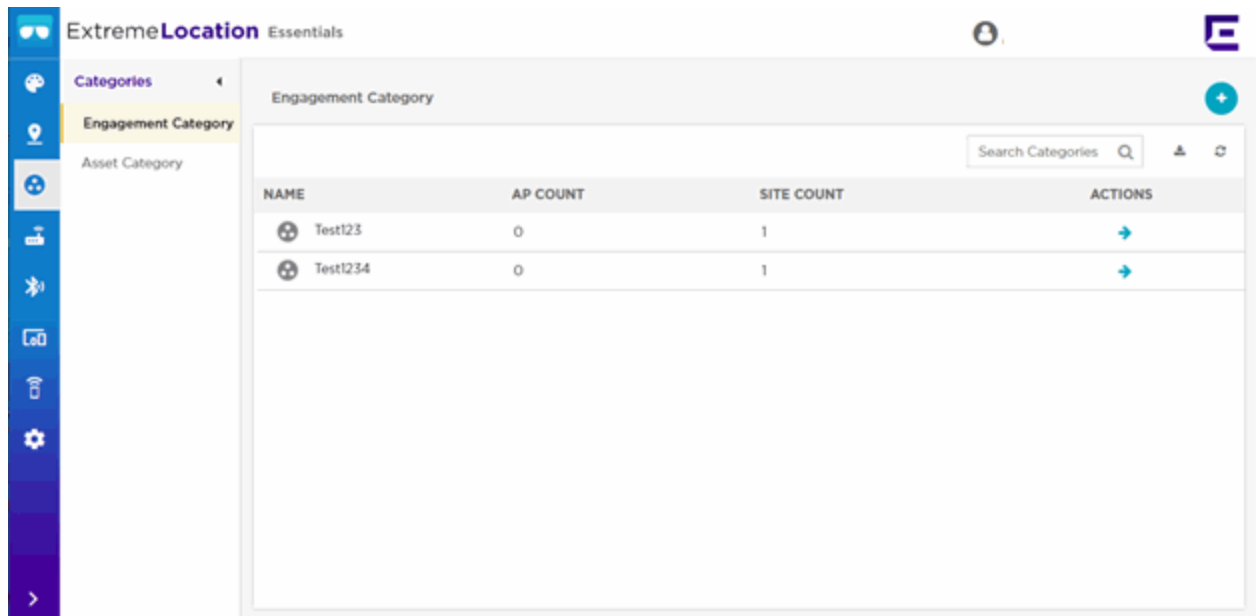 ExtremeLocation Essentials
Categories
Engagement Category
Asset Category
Engagement Category
Search Categories
NAME AP COUNT SITE COUNT ACTIONS
Test123 0 1
Test1234 0 1